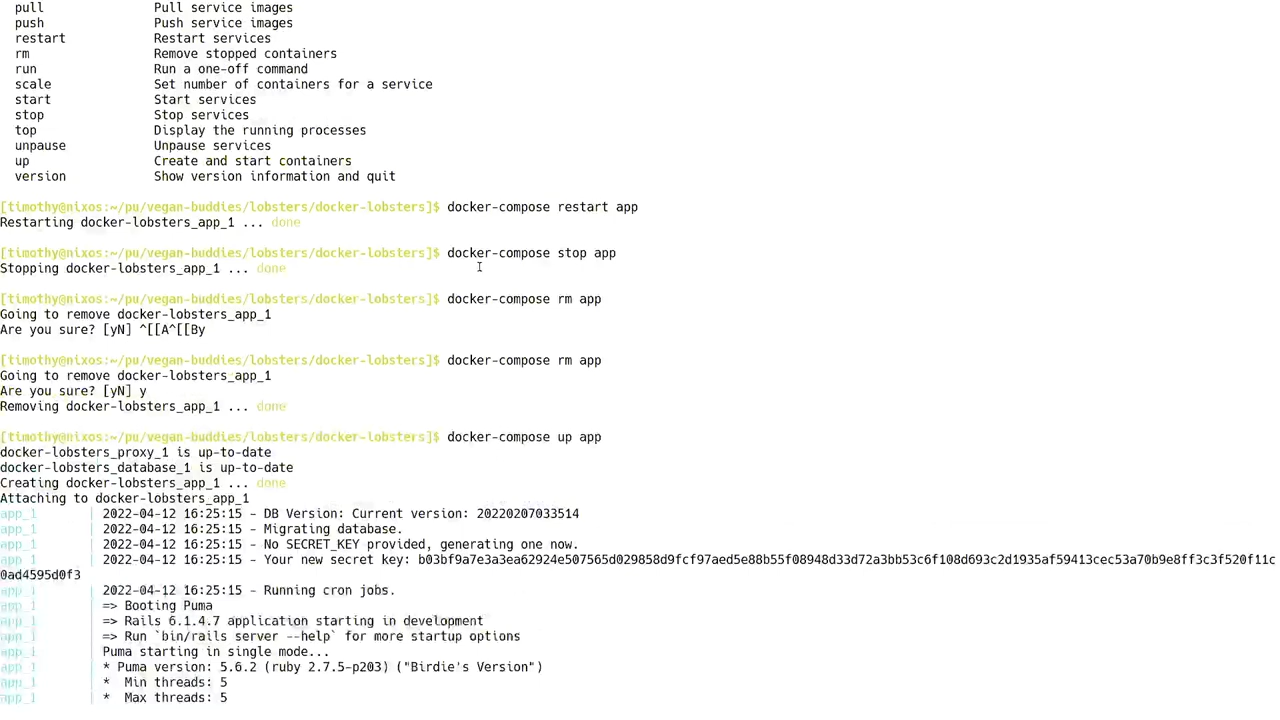 pull Pull service images
push Push service images
restart Restart services
rm Remove stopped containers
run Run a one-off command
scale Set number of containers for a service
start Start services
stop Stop services
top Display the running processes
unpause Unpause services
up Create and start containers
version Show version information and quit
[timothy@nixos:~/pu/vegan-buddies/lobsters/docker-lobsters]$ docker-compose restart app
Restarting docker-lobsters_app_1 ... done
[timothy@nixos:~/pu/vegan-buddies/lobsters/docker-lobsters]$ docker-compose stop app
Stopping docker-lobsters_app_1 ... done
[timothy@nixos:~/pu/vegan-buddies/lobsters/docker-lobsters]$ docker-compose rm app
Going to remove docker-lobsters_app_1
Are you sure? [yN] ^[[A^[[By
[timothy@nixos:~/pu/vegan-buddies/lobsters/docker-lobsters]$ docker-compose rm app
Going to remove docker-lobsters_app_1
Are you sure? [yN] y
Removing docker-lobsters_app_1 ... done
[timothy@nixos:~/pu/vegan-buddies/lobsters/docker-lobsters]$ docker-compose up app
docker-lobsters_proxy_1 is up-to-date
docker-lobsters_database_1 is up-to-date
Creating docker-lobsters_app_1 ... done
Attaching to docker-lobsters_app_1
app_1 | 2022-04-12 16:25:15 - DB Version: Current version: 20220207033514
app_1 | 2022-04-12 16:25:15 - Migrating database.
app_1 | 2022-04-12 16:25:15 - No SECRET_KEY provided, generating one now.
app_1 | 2022-04-12 16:25:15 - Your new secret key: b03bf9a7e3a3ea62924e507565d029858d9fcf97aed5e88b55f08948d33d72a3bb53c6f108d693c2d1935af59413cec53a70b9e8ff3c3f520f11c
0ad4595d0f3
app_1 | 2022-04-12 16:25:15 - Running cron jobs.
app_1 | => Booting Puma
app_1 | => Rails 6.1.4.7 application starting in development
app_1 | => Run `bin/rails server --help` for more startup options
app_1 | Puma starting in single mode...
app_1 | * Puma version: 5.6.2 (ruby 2.7.5-p203) ("Birdie's Version")
app_1 | * Min threads: 5
app_1 | * Max threads: 5